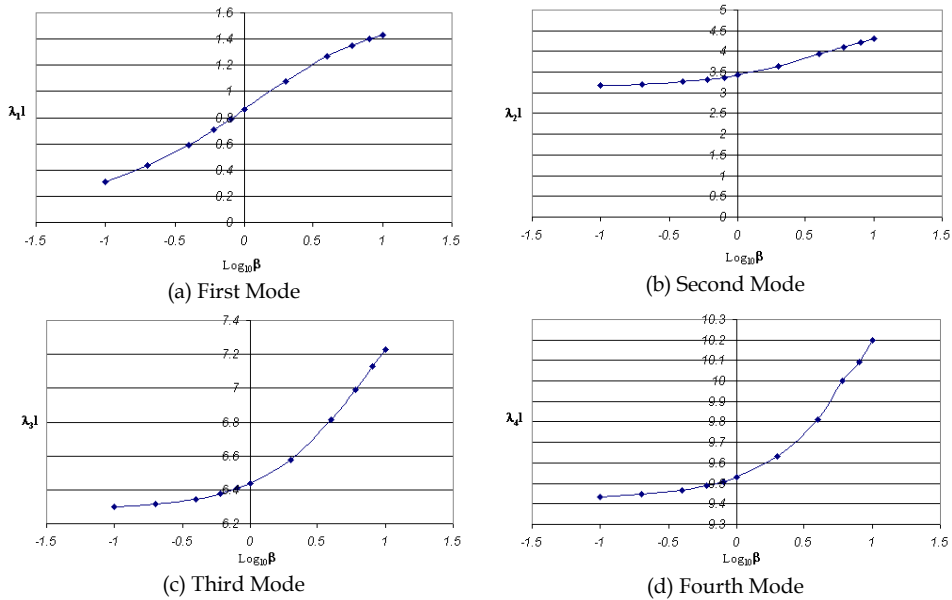 1.6
1.4
1.2
1
0.8
0.6
0.4
0.2
0
λ₁l
-1.5 -1 -0.5 0 0.5 1 1.5
Log₁₀β
(a) First Mode
5
4.5
4
3.5
3
2.5
2
1.5
1
0.5
0
λ₂l
-1.5 -1 -0.5 0 0.5 1 1.5
Log₁₀β
(b) Second Mode
7.4
7.2
7
6.8
6.6
6.4
6.2
λ₃l
-1.5 -1 -0.5 0 0.5 1 1.5
Log₁₀β
(c) Third Mode
10.3
10.2
10.1
10
9.9
9.8
9.7
9.6
9.5
9.4
9.3
λ₄l
-1.5 -1 -0.5 0 0.5 1 1.5
Log₁₀β
(d) Fourth Mode